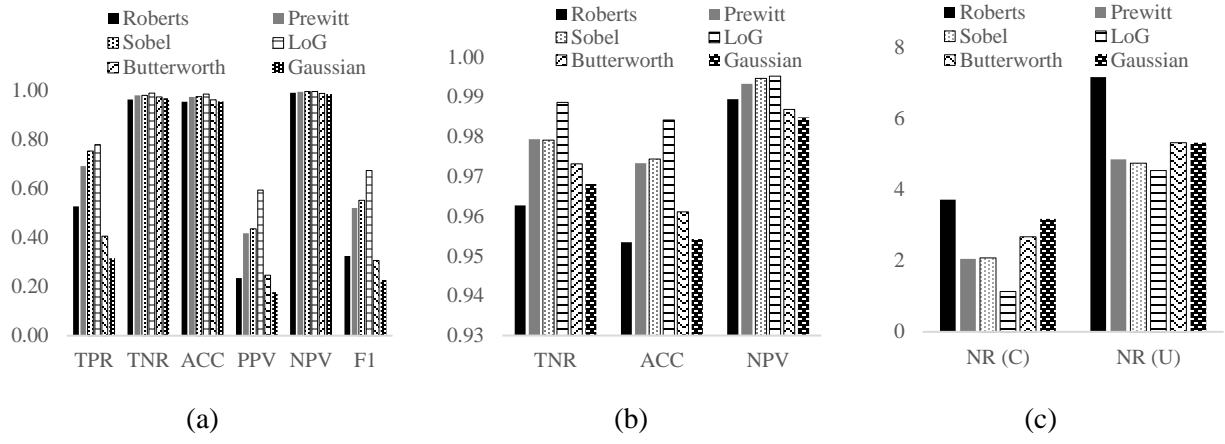 Roberts Prewitt
Sobel LoG
Butterworth Gaussian
1.00
0.80
0.60
0.40
0.20
0.00
TPR TNR ACC PPV NPV F1
(a)
Roberts Prewitt
Sobel LoG
Butterworth Gaussian
1.00
0.99
0.98
0.97
0.96
0.95
0.94
0.93
TNR ACC NPV
(b)
Roberts Prewitt
Sobel LoG
Butterworth Gaussian
8
6
4
2
0
NR (C) NR (U)
(c)